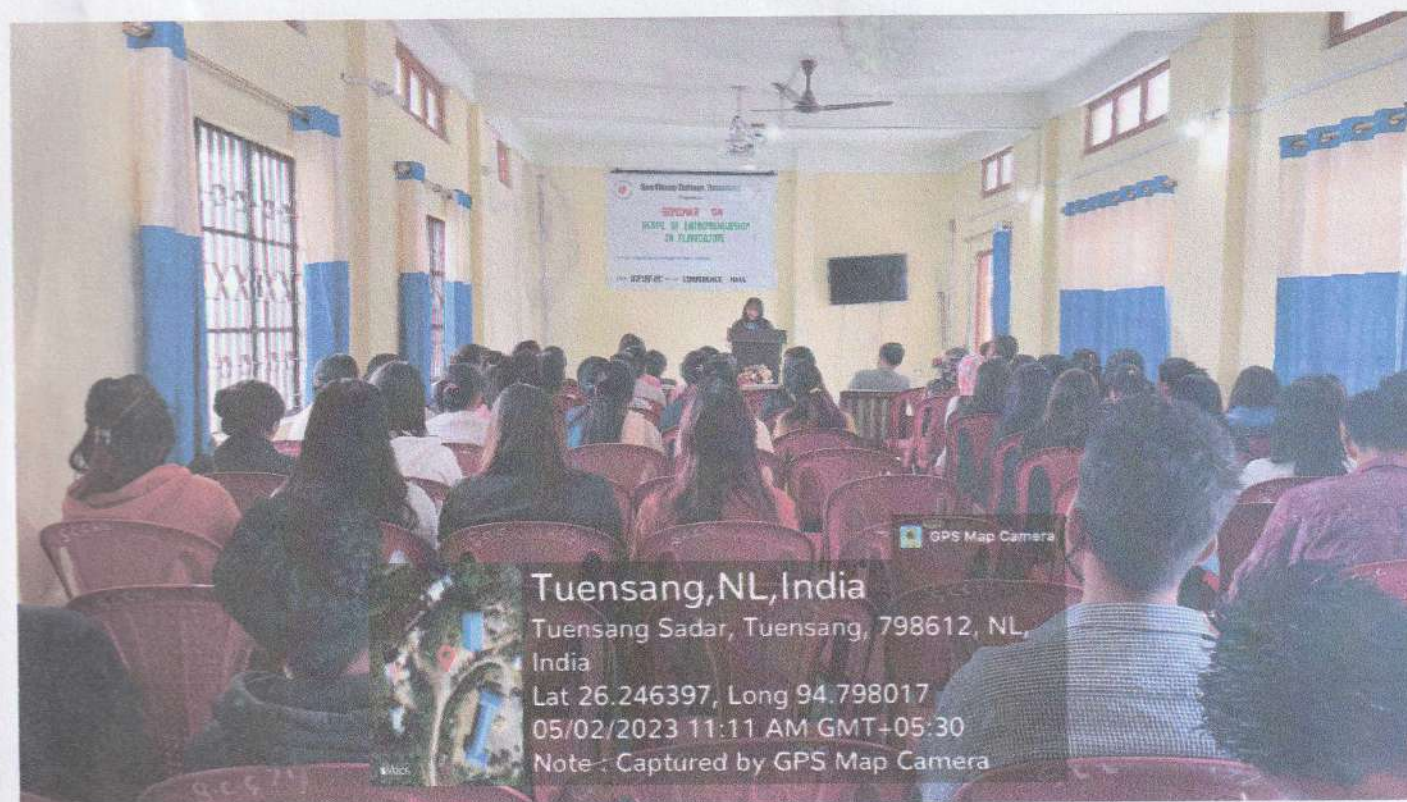 SEMINAR ON
SCOPE OF ENTREPRENEURSHIP
IN FLORICULTURE
CONFERENCE HALL
GPS Map Camera
Tuensang,NL,India
Tuensang Sadar, Tuensang, 798612, NL,
India
Lat 26.246397, Long 94.798017
05/02/2023 11:11 AM GMT+05:30
Note : Captured by GPS Map Camera